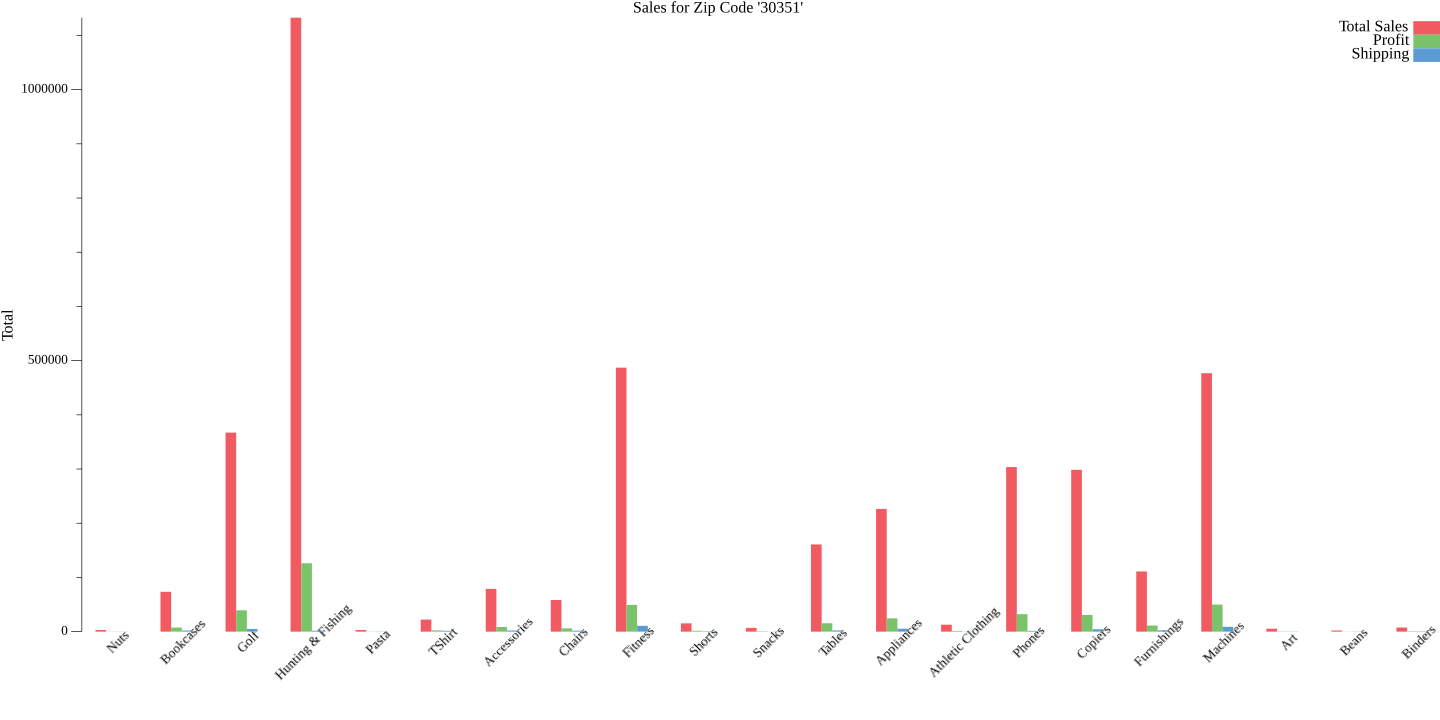 Sales for Zip Code '30351'
Total Sales
Profit
Shipping
1000000
500000
0
Total
Nuts
Bookcases
Golf
Hunting & Fishing
Pasta
TShirt
Accessories
Chairs
Fitness
Shorts
Snacks
Tables
Appliances
Athletic Clothing
Phones
Copiers
Furnishings
Machines
Art
Beans
Binders